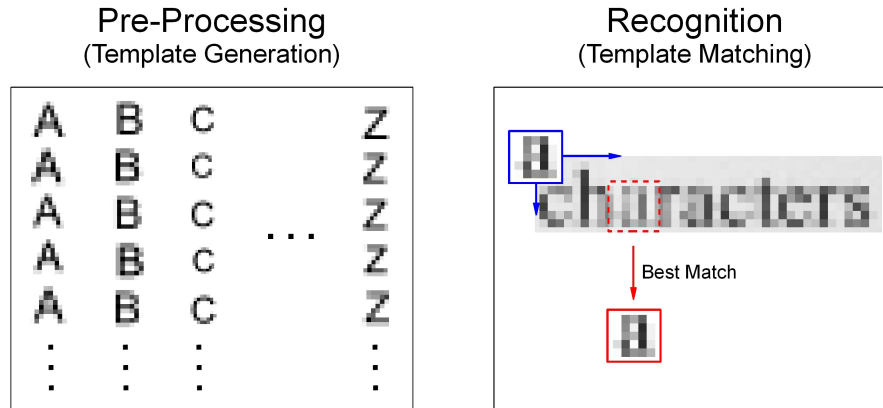 Pre-Processing
(Template Generation)
A B C Z
A B C Z
A B C ... Z
A B C Z
A B C Z
Recognition
(Template Matching)
a
characters
Best Match
a